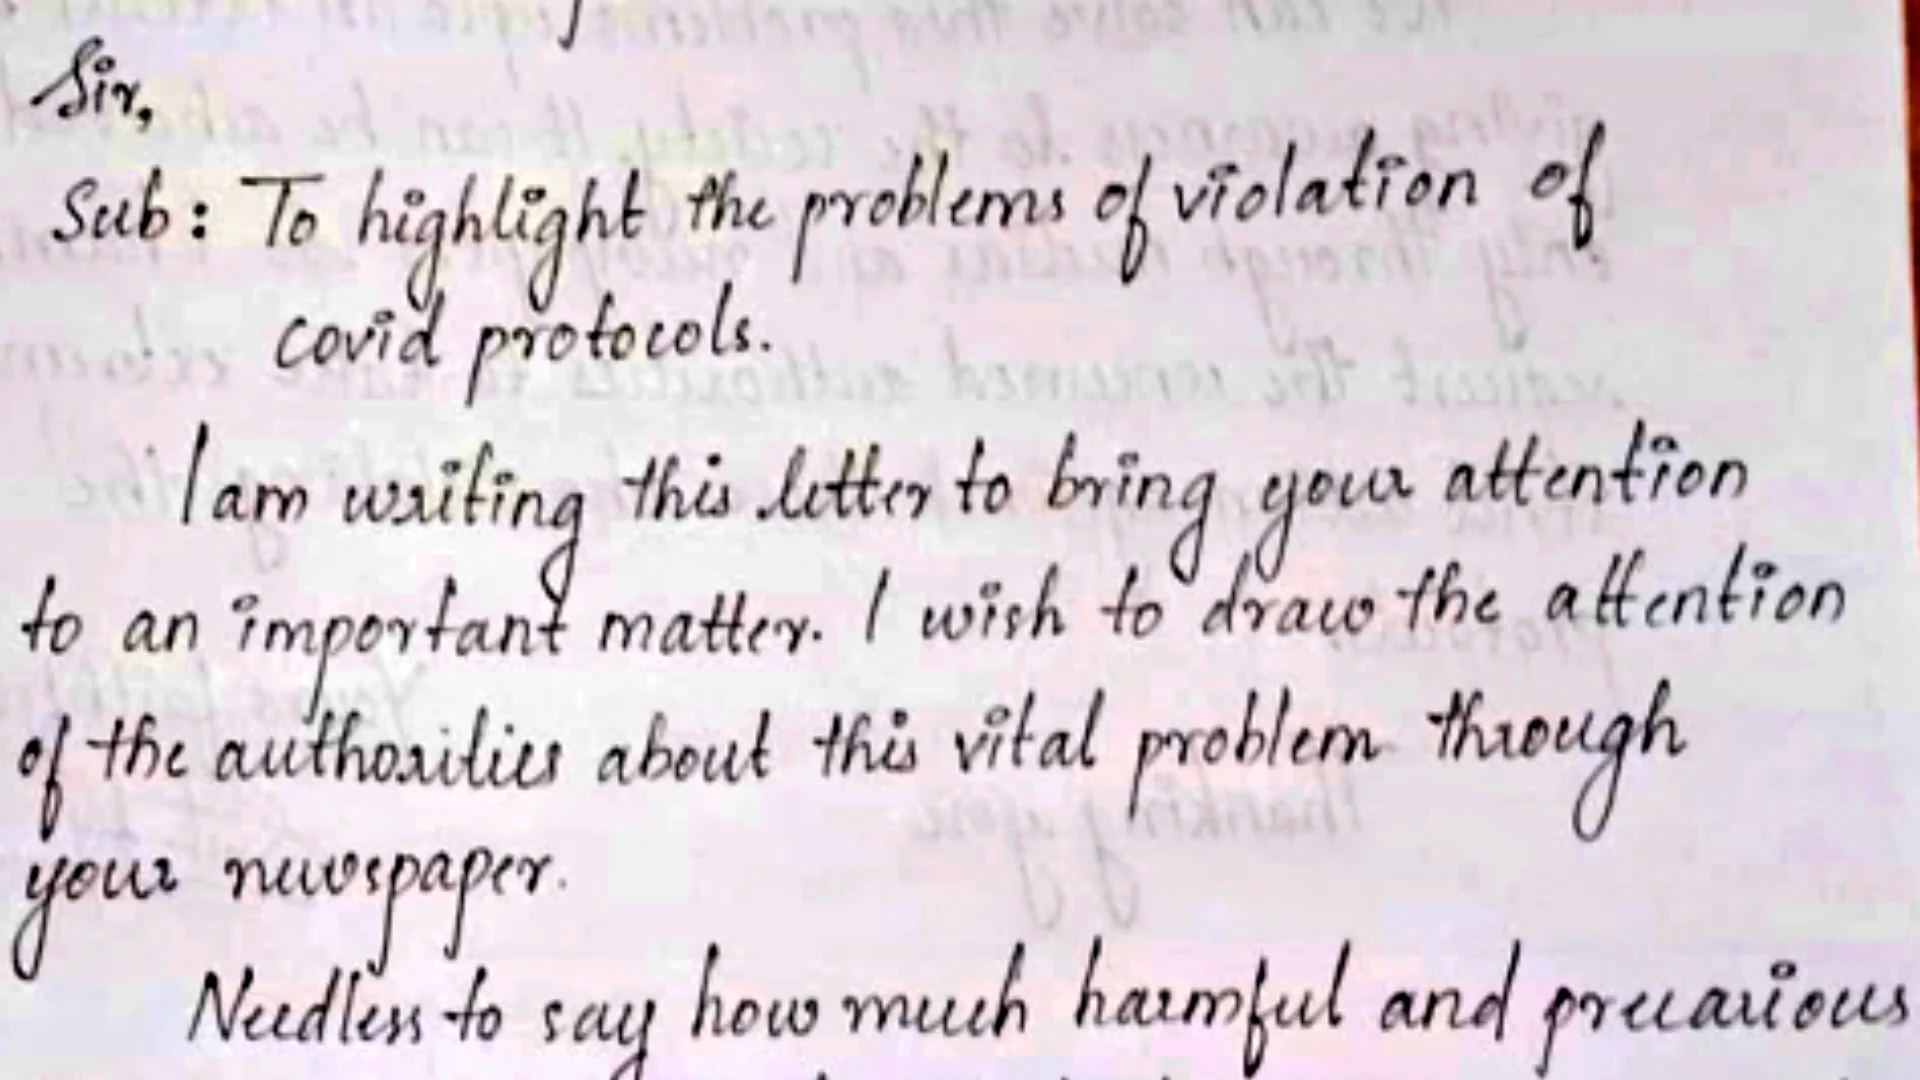 Sir,
Sub: To highlight the problems of violation of
covid protocols.
I am writing this letter to bring your attention
to an important matter. I wish to draw the attention
of the authorities about this vital problem through
your newspaper.
Needless to say how much harmful and precarious